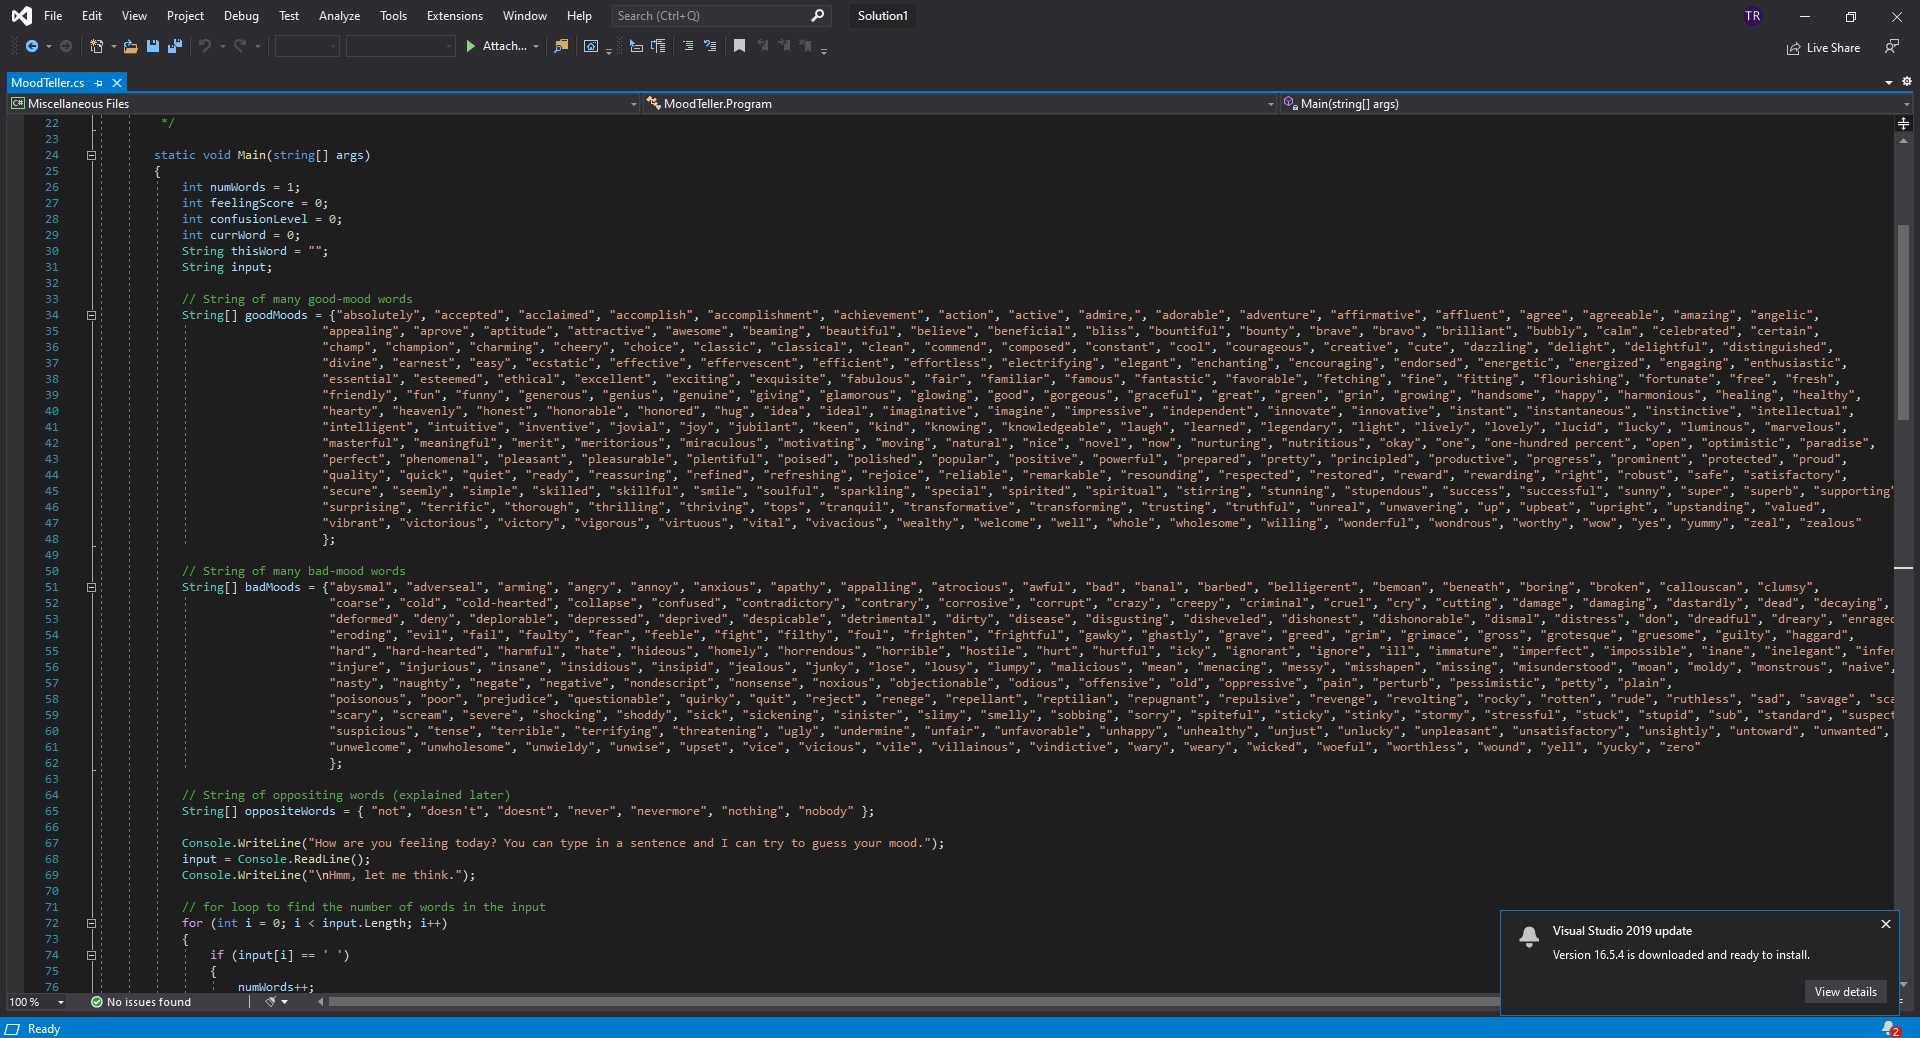 File Edit View Project Debug Test Analyze Tools Extensions Window Help Search (Ctrl+Q) Solution1 TR
Attach... Live Share
MoodTeller.cs
C# Miscellaneous Files MoodTeller.Program Main(string[] args)
22 */
23
24 static void Main(string[] args)
25 {
26 int numWords = 1;
27 int feelingScore = 0;
28 int confusionLevel = 0;
29 int currWord = 0;
30 String thisWord = "";
31 String input;
32
33 // String of many good-mood words
34 String[] goodMoods = {"absolutely", "accepted", "acclaimed", "accomplish", "accomplishment", "achievement", "action", "active", "admire,", "adorable", "adventure", "affirmative", "affluent", "agree", "agreeable", "amazing", "angelic",
35 "appealing", "aprove", "aptitude", "attractive", "awesome", "beaming", "beautiful", "believe", "beneficial", "bliss", "bountiful", "bounty", "brave", "bravo", "brilliant", "bubbly", "calm", "celebrated", "certain",
36 "champ", "champion", "charming", "cheery", "choice", "classic", "classical", "clean", "commend", "composed", "constant", "cool", "courageous", "creative", "cute", "dazzling", "delight", "delightful", "distinguished",
37 "divine", "earnest", "easy", "ecstatic", "effective", "effervescent", "efficient", "effortless", "electrifying", "elegant", "enchanting", "encouraging", "endorsed", "energetic", "energized", "engaging", "enthusiastic",
38 "essential", "esteemed", "ethical", "excellent", "exciting", "exquisite", "fabulous", "fair", "familiar", "famous", "fantastic", "favorable", "fetching", "fine", "fitting", "flourishing", "fortunate", "free", "fresh",
39 "friendly", "fun", "funny", "generous", "genius", "genuine", "giving", "glamorous", "glowing", "good", "gorgeous", "graceful", "great", "green", "grin", "growing", "handsome", "happy", "harmonious", "healing", "healthy",
40 "hearty", "heavenly", "honest", "honorable", "honored", "hug", "idea", "ideal", "imaginative", "imagine", "impressive", "independent", "innovate", "innovative", "instant", "instantaneous", "instinctive", "intellectual",
41 "intelligent", "intuitive", "inventive", "jovial", "joy", "jubilant", "keen", "kind", "knowing", "knowledgeable", "laugh", "learned", "legendary", "light", "lively", "lovely", "lucid", "lucky", "luminous", "marvelous",
42 "masterful", "meaningful", "merit", "meritorious", "miraculous", "motivating", "moving", "natural", "nice", "novel", "now", "nurturing", "nutritious", "okay", "one", "one-hundred percent", "open", "optimistic", "paradise",
43 "perfect", "phenomenal", "pleasant", "pleasurable", "plentiful", "poised", "polished", "popular", "positive", "powerful", "prepared", "pretty", "principled", "productive", "progress", "prominent", "protected", "proud",
44 "quality", "quick", "quiet", "ready", "reassuring", "refined", "refreshing", "rejoice", "reliable", "remarkable", "resounding", "respected", "restored", "reward", "rewarding", "right", "robust", "safe", "satisfactory",
45 "secure", "seemly", "simple", "skilled", "skillful", "smile", "soulful", "sparkling", "special", "spirited", "spiritual", "stirring", "stunning", "stupendous", "success", "successful", "sunny", "super", "superb", "supporting"
46 "surprising", "terrific", "thorough", "thrilling", "thriving", "tops", "tranquil", "transformative", "transforming", "trusting", "truthful", "unreal", "unwavering", "up", "upbeat", "upright", "upstanding", "valued",
47 "vibrant", "victorious", "victory", "vigorous", "virtuous", "vital", "vivacious", "wealthy", "welcome", "well", "whole", "wholesome", "willing", "wonderful", "wondrous", "worthy", "wow", "yes", "yummy", "zeal", "zealous"
48 };
49
50 // String of many bad-mood words
51 String[] badMoods = {"abysmal", "adverseal", "arming", "angry", "annoy", "anxious", "apathy", "appalling", "atrocious", "awful", "bad", "banal", "barbed", "belligerent", "bemoan", "beneath", "boring", "broken", "callouscan", "clumsy",
52 "coarse", "cold", "cold-hearted", "collapse", "confused", "contradictory", "contrary", "corrosive", "corrupt", "crazy", "creepy", "criminal", "cruel", "cry", "cutting", "damage", "damaging", "dastardly", "dead", "decaying",
53 "deformed", "deny", "deplorable", "depressed", "deprived", "despicable", "detrimental", "dirty", "disease", "disgusting", "disheveled", "dishonest", "dishonorable", "dismal", "distress", "don", "dreadful", "dreary", "enraged
54 "eroding", "evil", "fail", "faulty", "fear", "feeble", "fight", "filthy", "foul", "frighten", "frightful", "gawky", "ghastly", "grave", "greed", "grim", "grimace", "gross", "grotesque", "gruesome", "guilty", "haggard",
55 "hard", "hard-hearted", "harmful", "hate", "hideous", "homely", "horrendous", "horrible", "hostile", "hurt", "hurtful", "icky", "ignorant", "ignore", "ill", "immature", "imperfect", "impossible", "inane", "inelegant", "infer
56 "injure", "injurious", "insane", "insidious", "insipid", "jealous", "junky", "lose", "lousy", "lumpy", "malicious", "mean", "menacing", "messy", "misshapen", "missing", "misunderstood", "moan", "moldy", "monstrous", "naive",
57 "nasty", "naughty", "negate", "negative", "nondescript", "nonsense", "noxious", "objectionable", "odious", "offensive", "old", "oppressive", "pain", "perturb", "pessimistic", "petty", "plain",
58 "poisonous", "poor", "prejudice", "questionable", "quirky", "quit", "reject", "renege", "repellant", "reptilian", "repugnant", "repulsive", "revenge", "revolting", "rocky", "rotten", "rude", "ruthless", "sad", "savage", "sca
59 "scary", "scream", "severe", "shocking", "shoddy", "sick", "sickening", "sinister", "slimy", "smelly", "sobbing", "sorry", "spiteful", "sticky", "stinky", "stormy", "stressful", "stuck", "stupid", "sub", "standard", "suspect
60 "suspicious", "tense", "terrible", "terrifying", "threatening", "ugly", "undermine", "unfair", "unfavorable", "unhappy", "unhealthy", "unjust", "unlucky", "unpleasant", "unsatisfactory", "unsightly", "untoward", "unwanted",
61 "unwelcome", "unwholesome", "unwieldy", "unwise", "upset", "vice", "vicious", "vile", "villainous", "vindictive", "wary", "weary", "wicked", "woeful", "worthless", "wound", "yell", "yucky", "zero"
62 };
63
64 // String of oppositing words (explained later)
65 String[] oppositeWords = { "not", "doesn't", "doesnt", "never", "nevermore", "nothing", "nobody" };
66
67 Console.WriteLine("How are you feeling today? You can type in a sentence and I can try to guess your mood.");
68 input = Console.ReadLine();
69 Console.WriteLine("\nHmm, let me think.");
70
71 // for loop to find the number of words in the input
72 for (int i = 0; i < input.Length; i++)
73 {
74 if (input[i] == ' ')
75 {
76 numWords++;
Visual Studio 2019 update
Version 16.5.4 is downloaded and ready to install.
View details
100 % No issues found
Ready 2